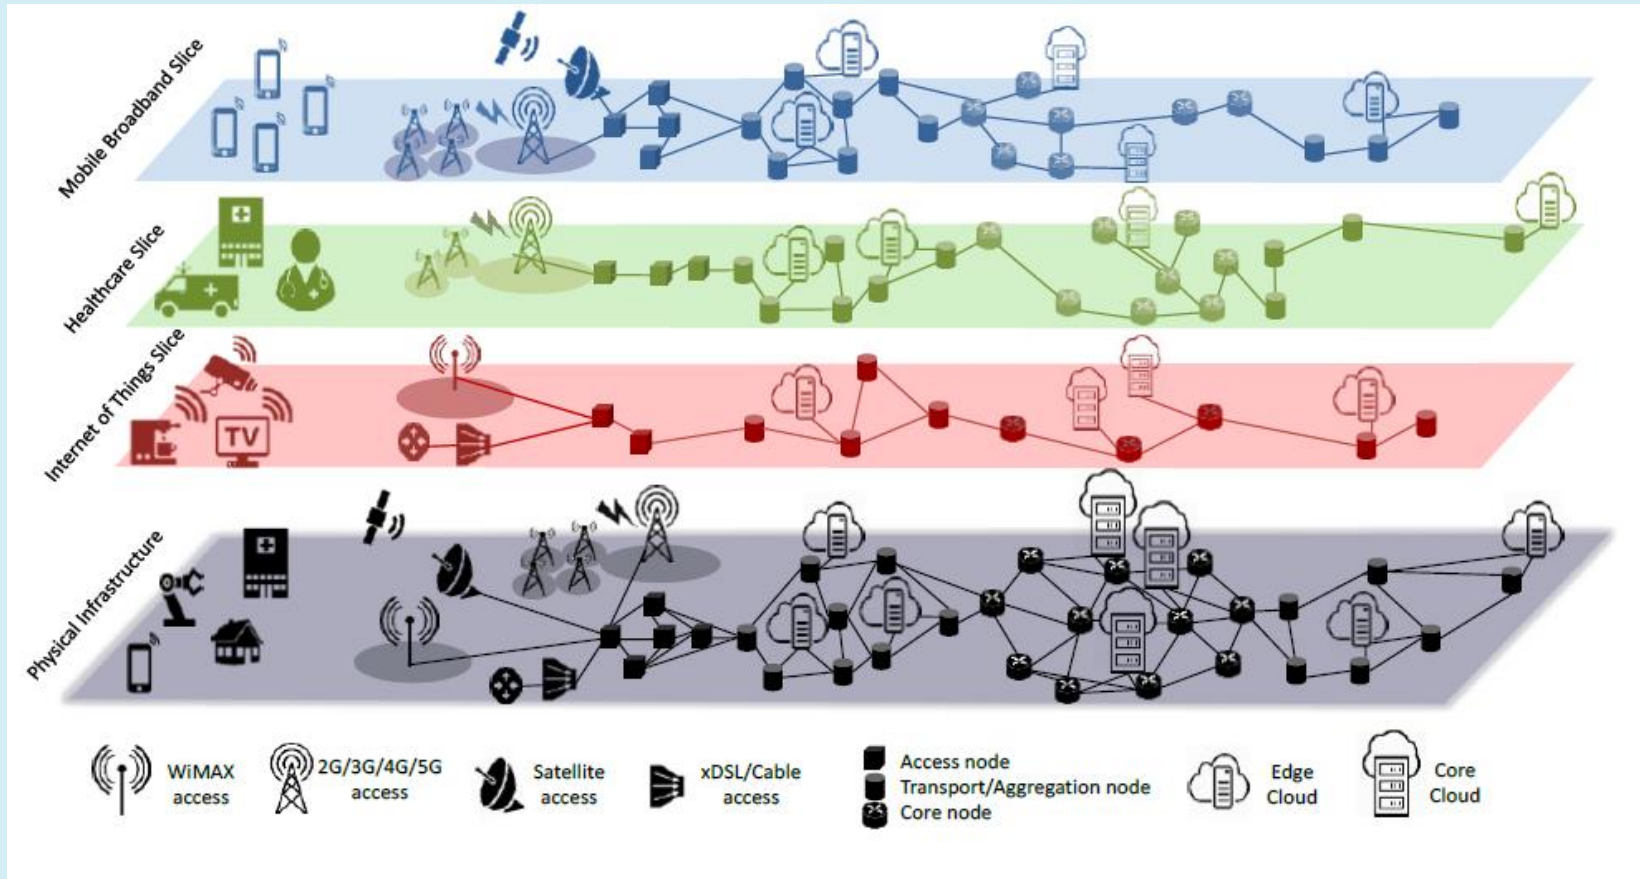 Mobile Broadband Slice
Healthcare Slice
Internet of Things Slice
TV
Physical Infrastructure
WiMAX
access
2G/3G/4G/5G
access
Satellite
access
xDSL/Cable
access
Access node
Transport/Aggregation node
Core node
Edge
Cloud
Core
Cloud